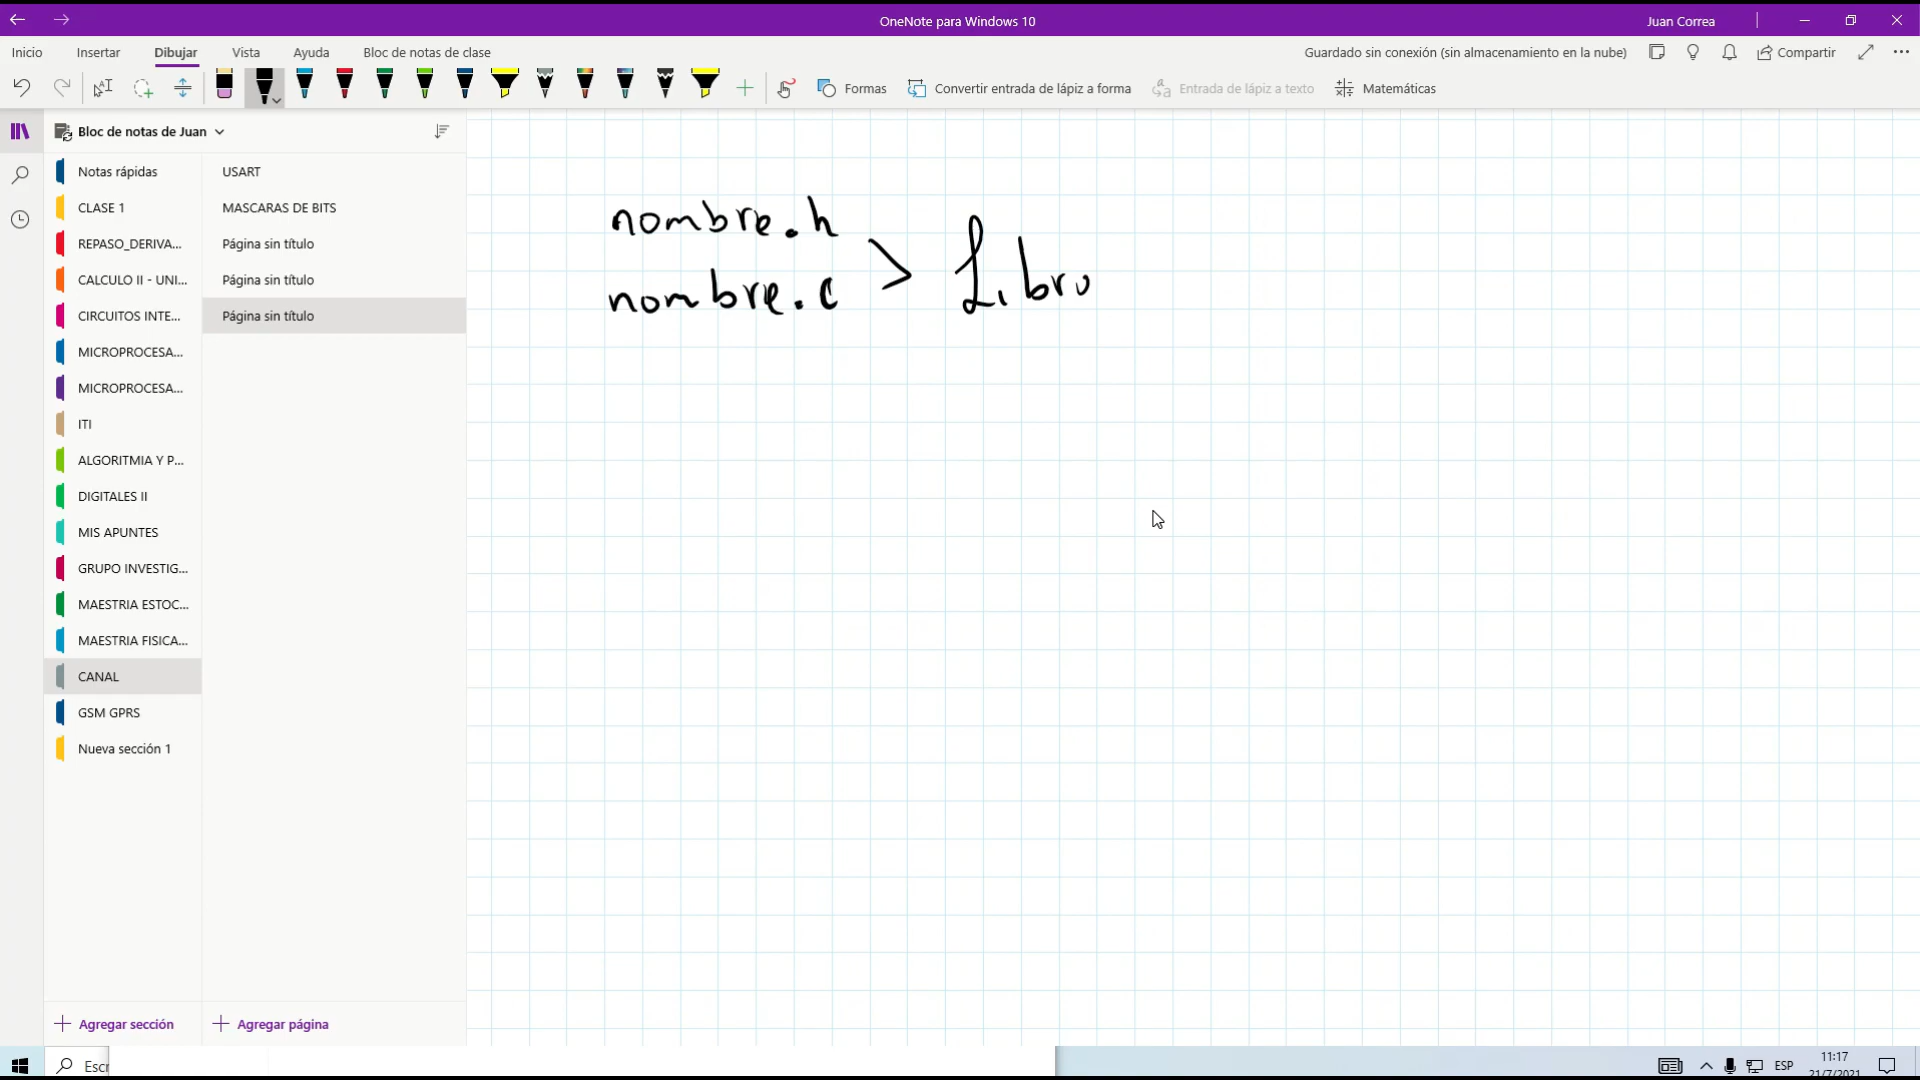 OneNote para Windows 10
Juan Correa
Inicio
Insertar
Dibujar
Vista
Ayuda
Bloc de notas de clase
Guardado sin conexión (sin almacenamiento en la nube)
Compartir
Formas
Convertir entrada de lápiz a forma
Entrada de lápiz a texto
Matemáticas
Bloc de notas de Juan
Notas rápidas
CLASE 1
REPASO_DERIVA...
CALCULO II - UNI...
CIRCUITOS INTE...
MICROPROCESA...
MICROPROCESA...
ITI
ALGORITMIA Y P...
DIGITALES II
MIS APUNTES
GRUPO INVESTIG...
MAESTRIA ESTOC...
MAESTRIA FISICA...
CANAL
GSM GPRS
Nueva sección 1
Agregar sección
USART
MASCARAS DE BITS
Página sin título
Página sin título
Página sin título
Agregar página
nombre.h
nombre.c > Libro
Escr
ESP
11:17
21/7/2021